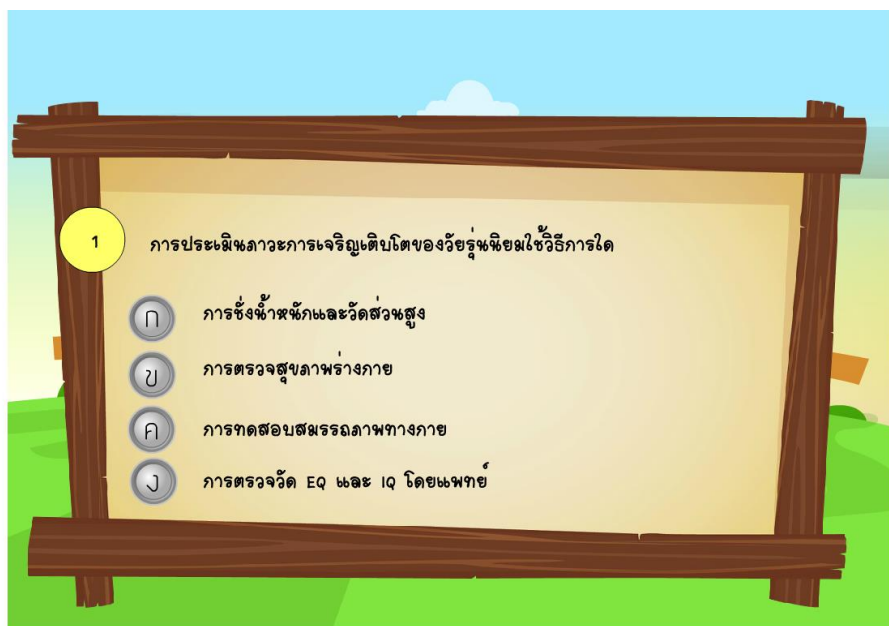 1 การประเมินภาวะการเจริญเติบโตของวัยรุ่นนิยมใช้วิธีการใด
ก การชั่งน้ำหนักและวัดส่วนสูง
ข การตรวจสุขภาพร่างกาย
ค การทดสอบสมรรถภาพทางกาย
ง การตรวจวัด EQ และ IQ โดยแพทย์